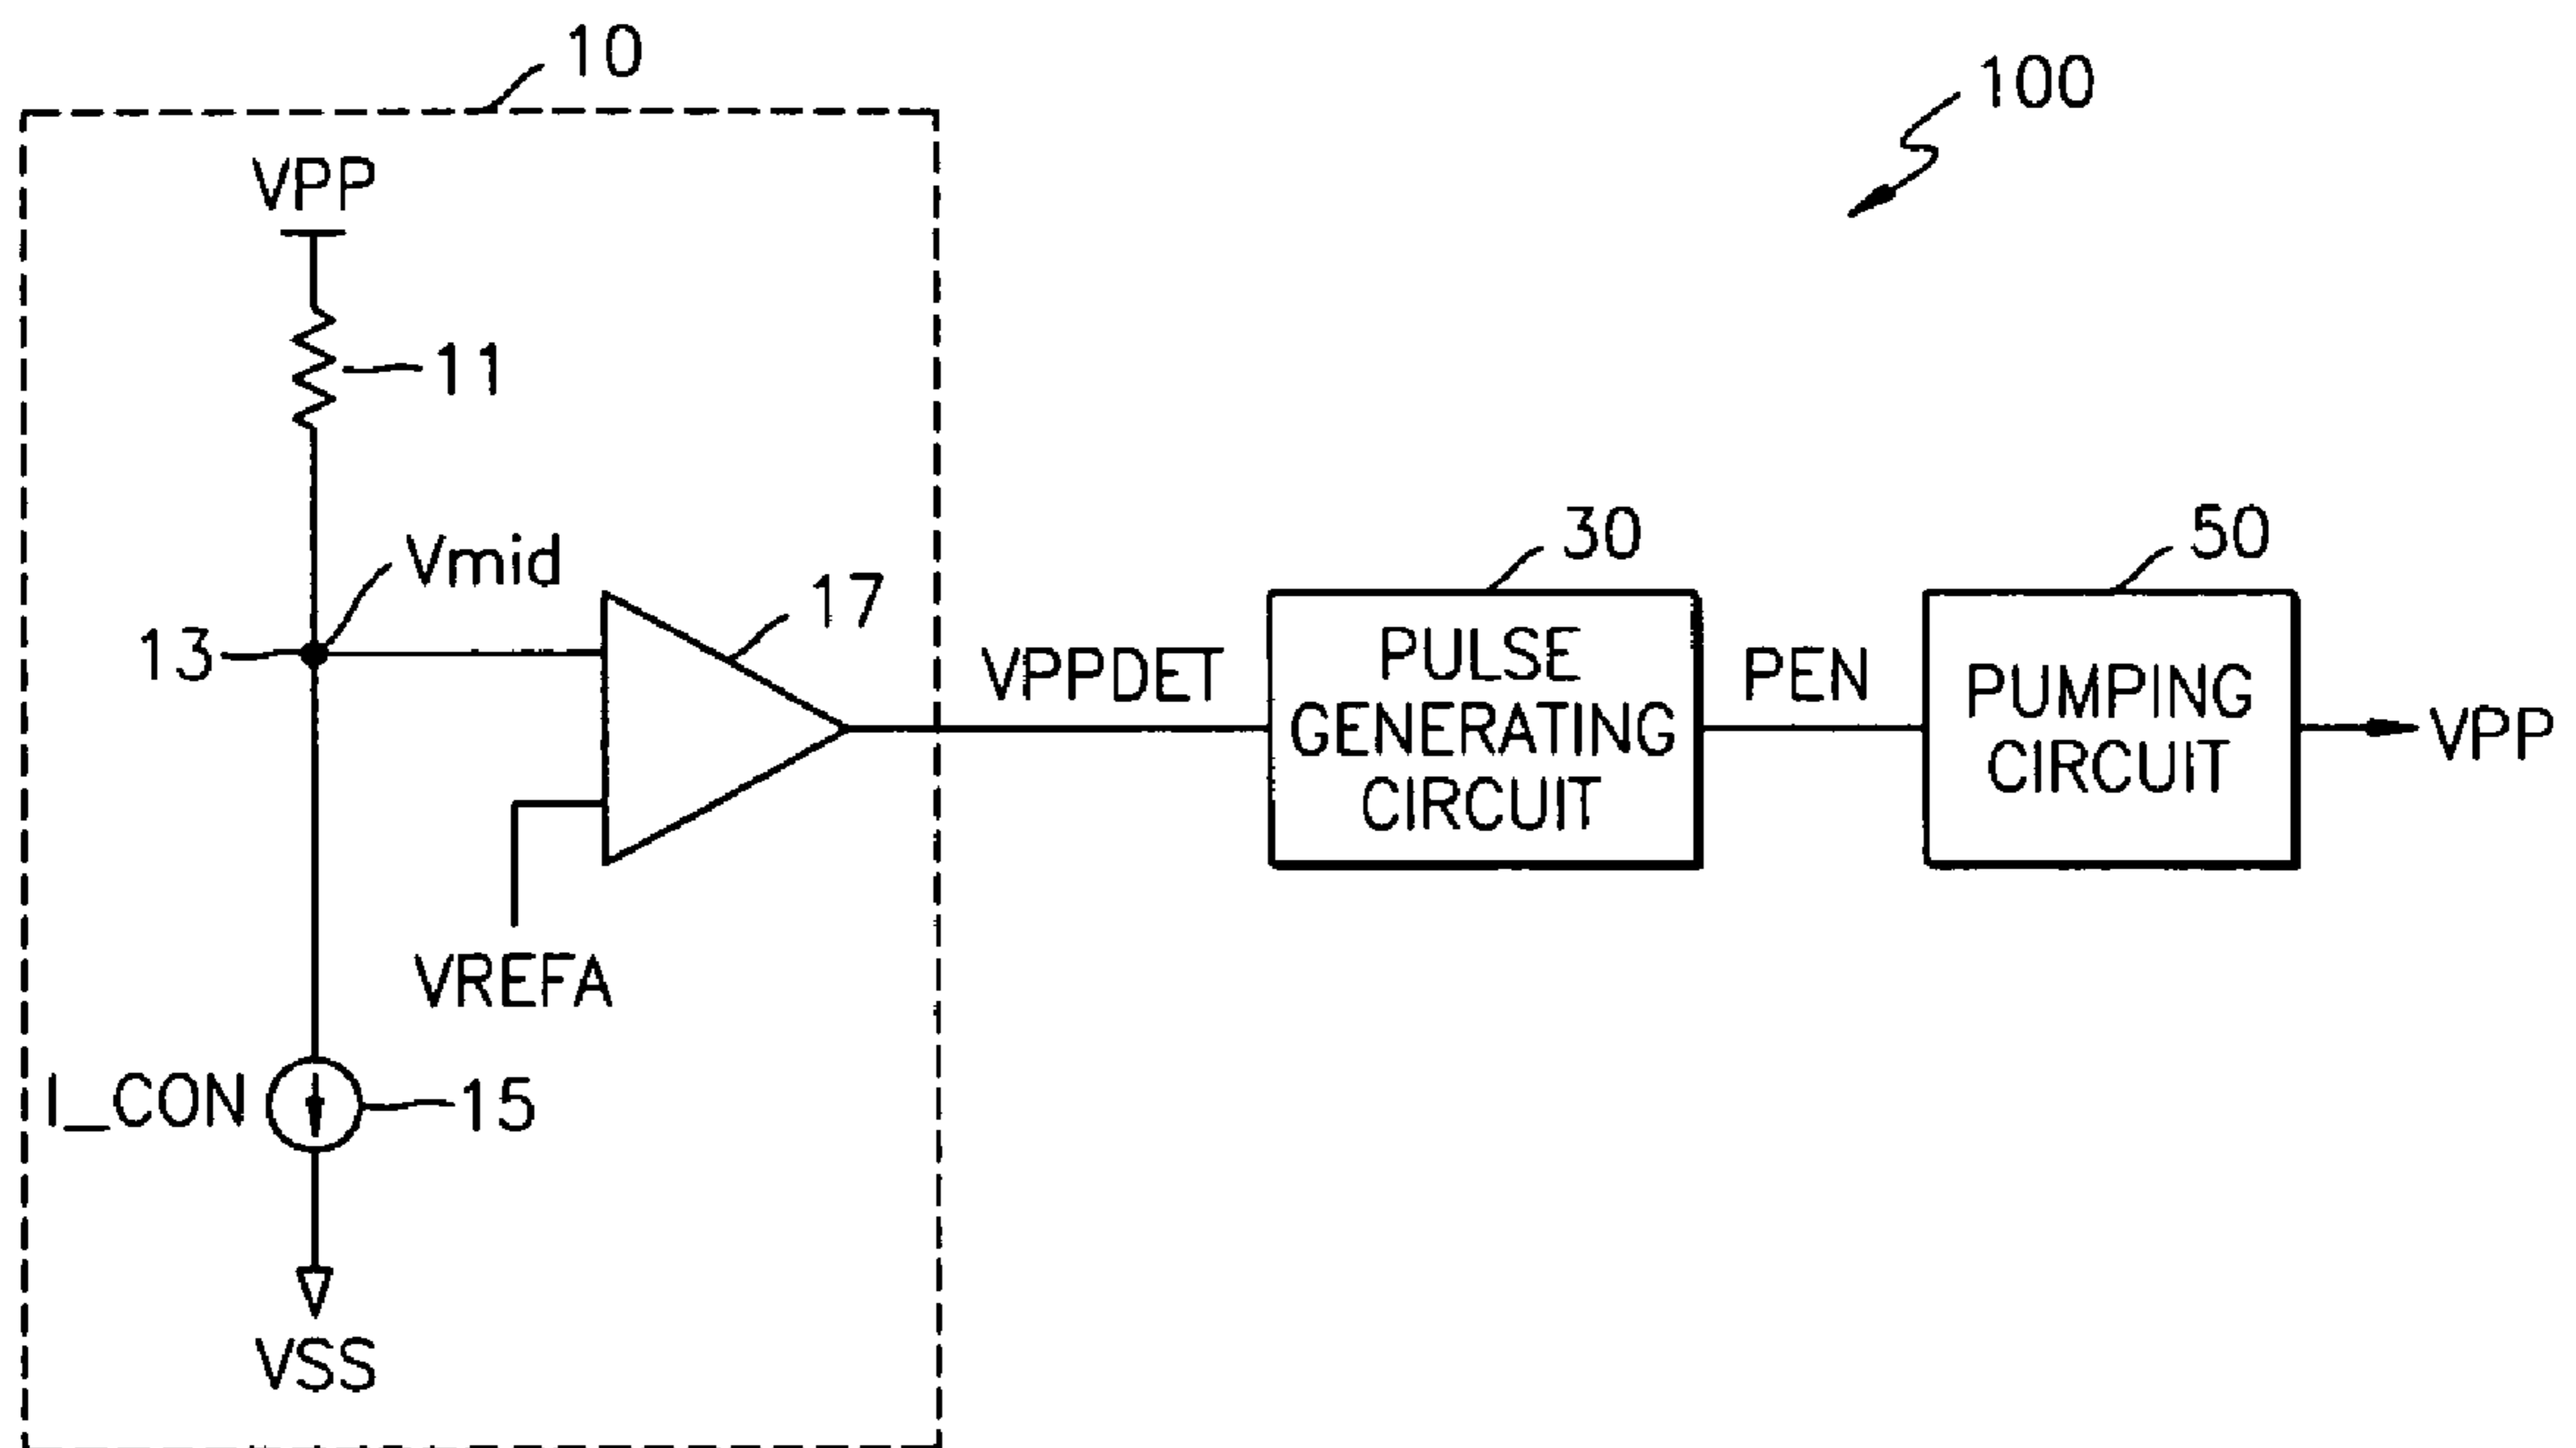 10
100
VPP
11
Vmid
13
17
VREFA
I_CON
15
VSS
VPPDET
30
PULSE
GENERATING
CIRCUIT
PEN
50
PUMPING
CIRCUIT
VPP